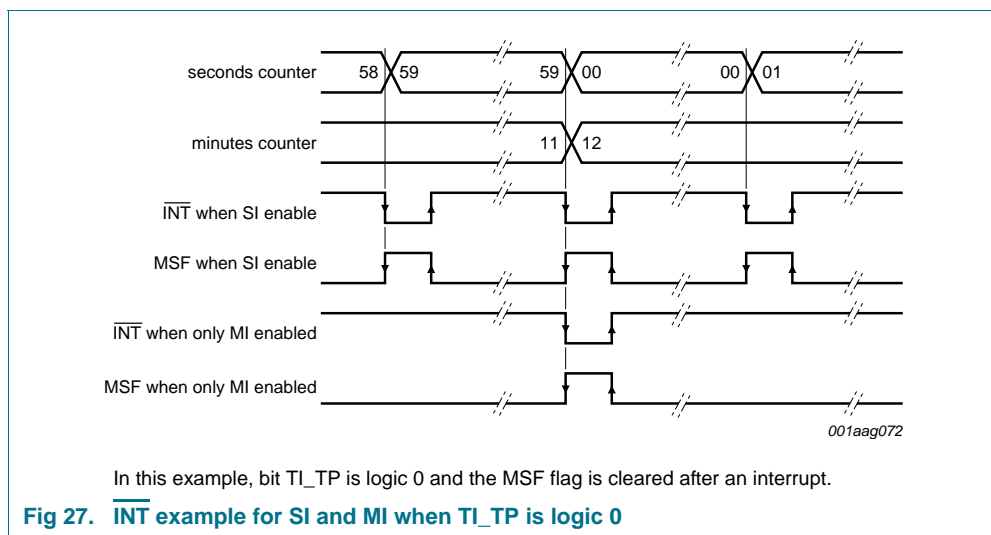 seconds counter 58 59 59 00 00 01
minutes counter 11 12
INT when SI enable
MSF when SI enable
INT when only MI enabled
MSF when only MI enabled
001aag072
In this example, bit TI_TP is logic 0 and the MSF flag is cleared after an interrupt.
Fig 27. INT example for SI and MI when TI_TP is logic 0